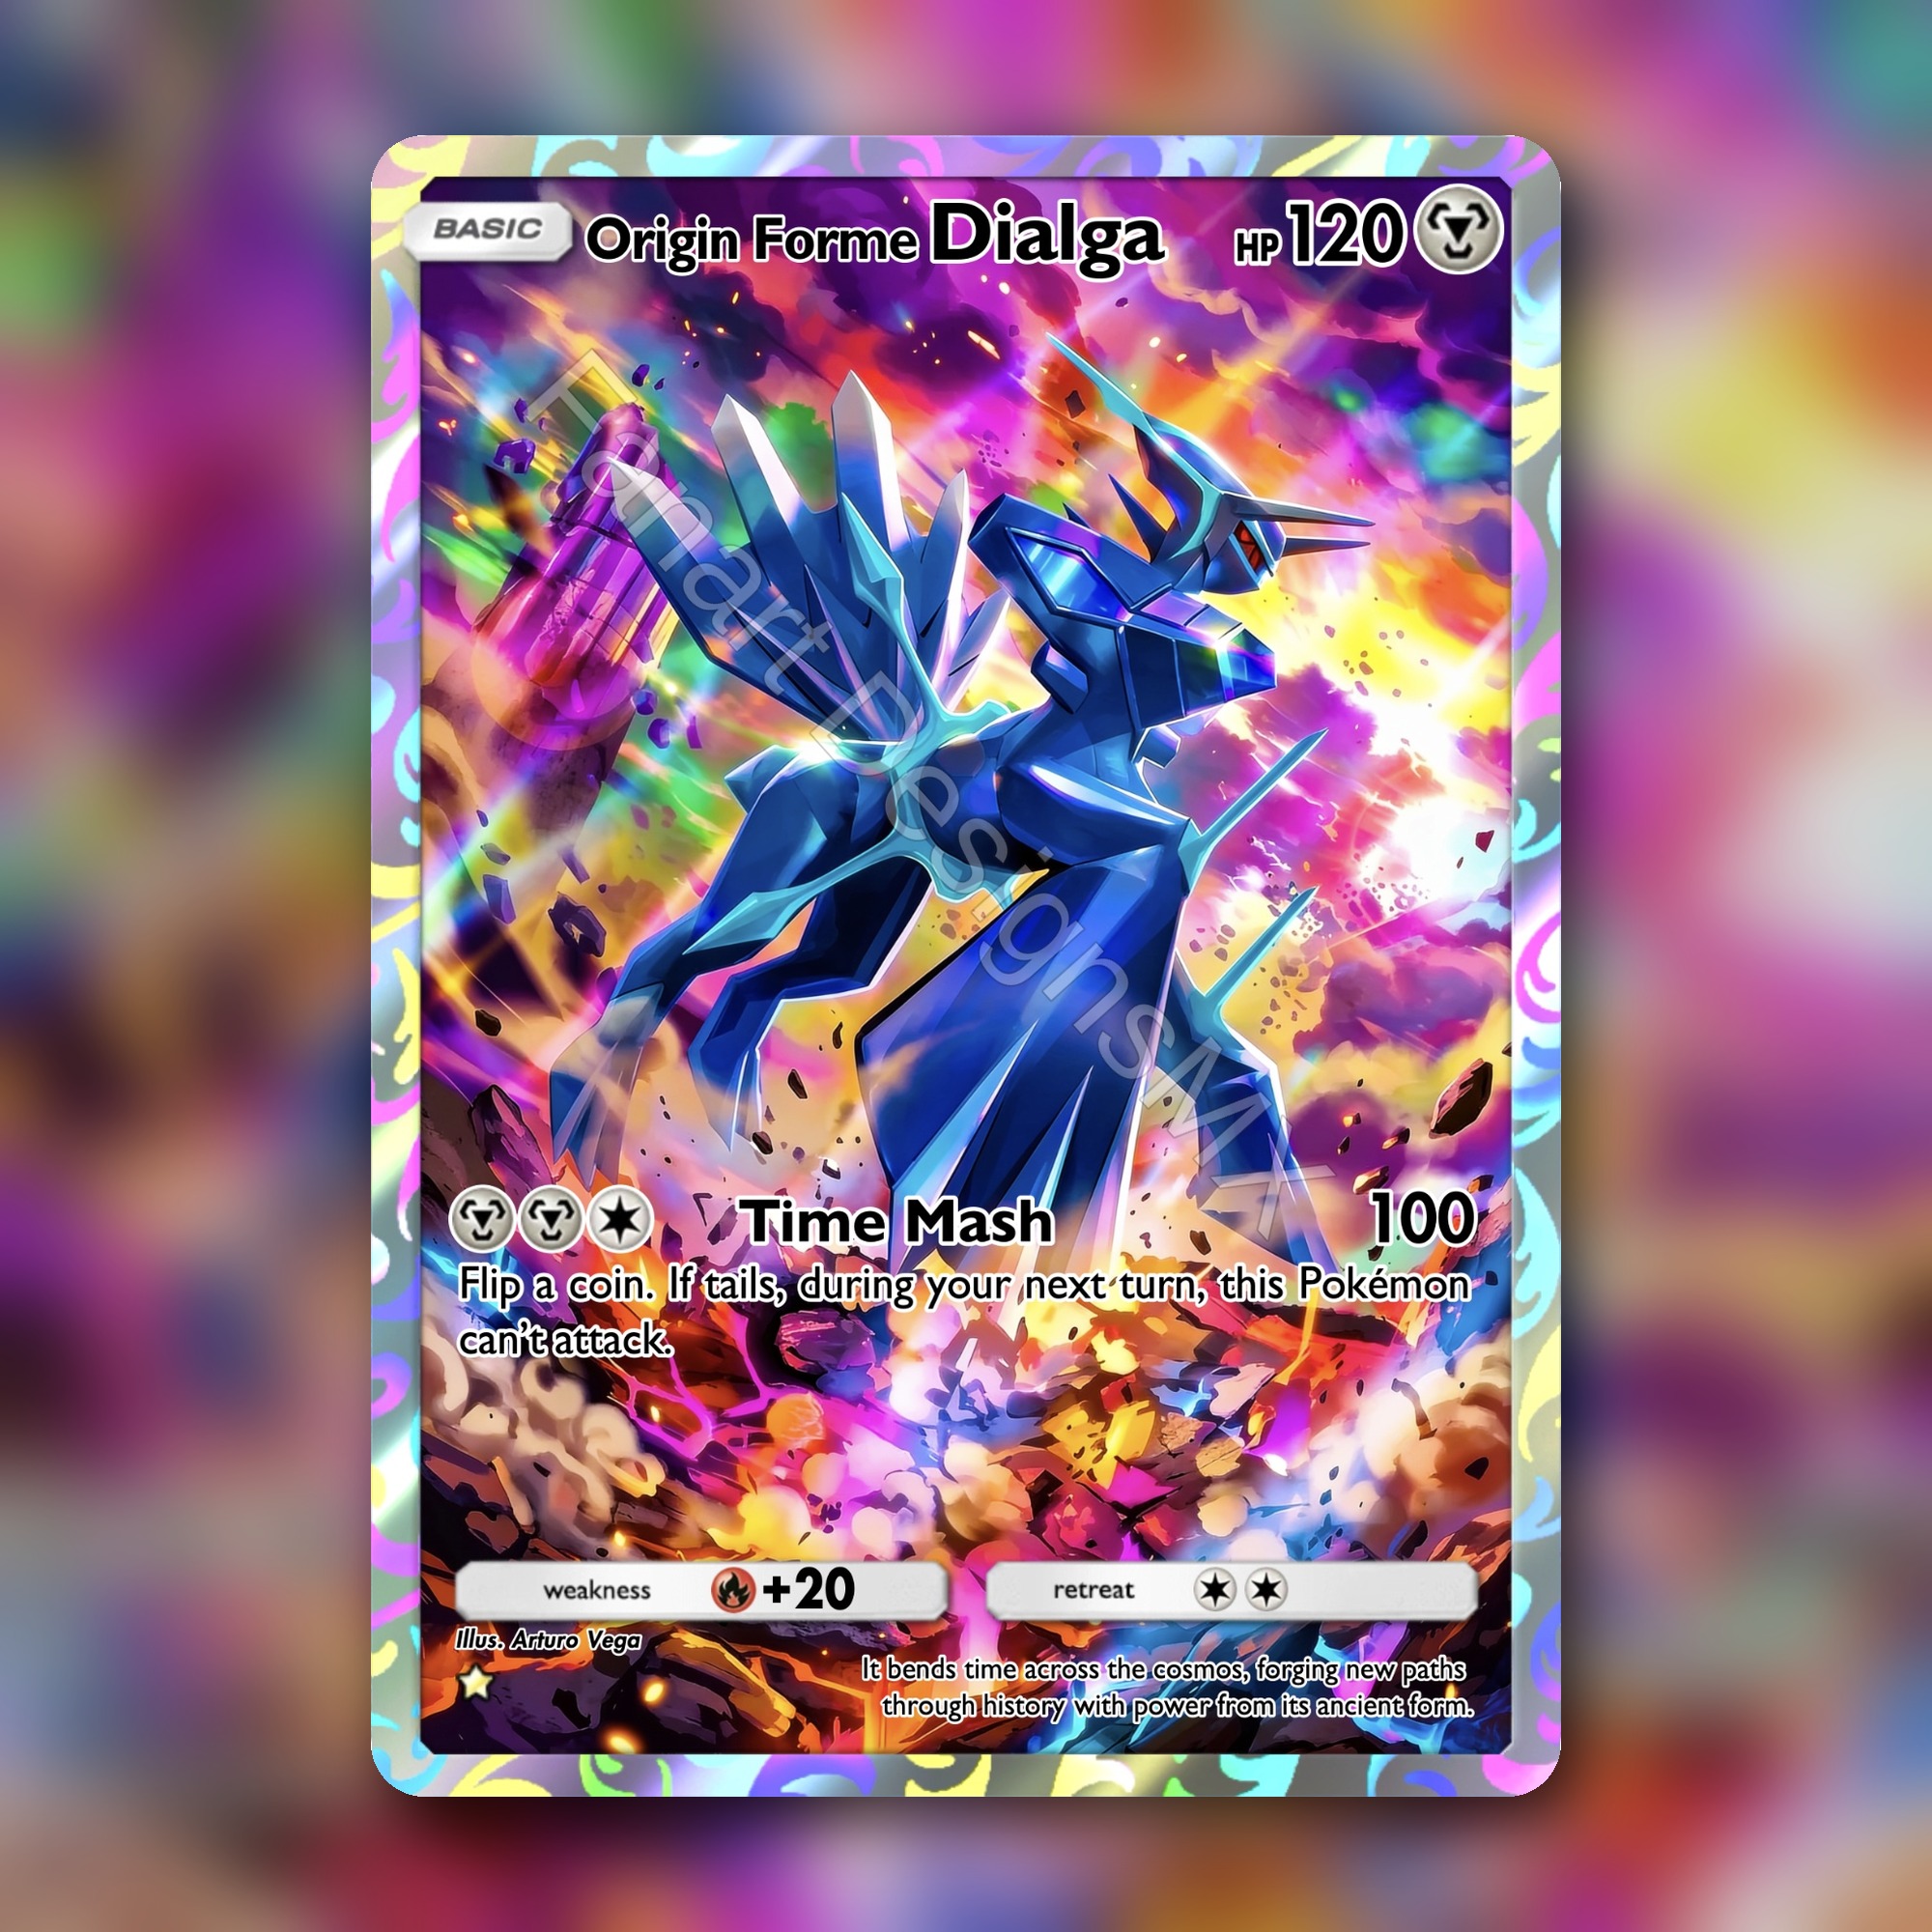 BASIC Origin Forme Dialga HP 120
Time Mash 100
Flip a coin. If tails, during your next turn, this Pokémon
can't attack.
weakness +20 retreat
Illus. Arturo Vega
It bends time across the cosmos, forging new paths
through history with power from its ancient form.
Fanart DesignsMX